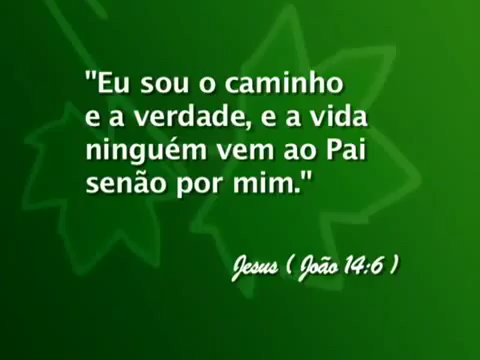 "Eu sou o caminho
e a verdade, e a vida
ninguém vem ao Pai
senão por mim."
Jesus ( João 14:6 )